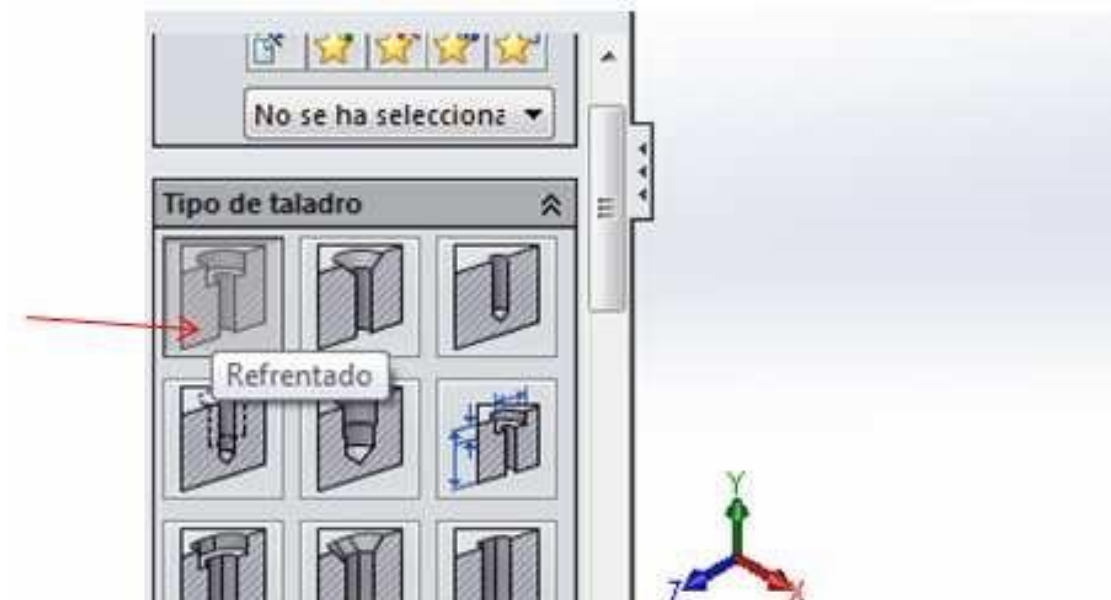 No se ha selecciona
Tipo de taladro
Refrentado
Y
Z
X